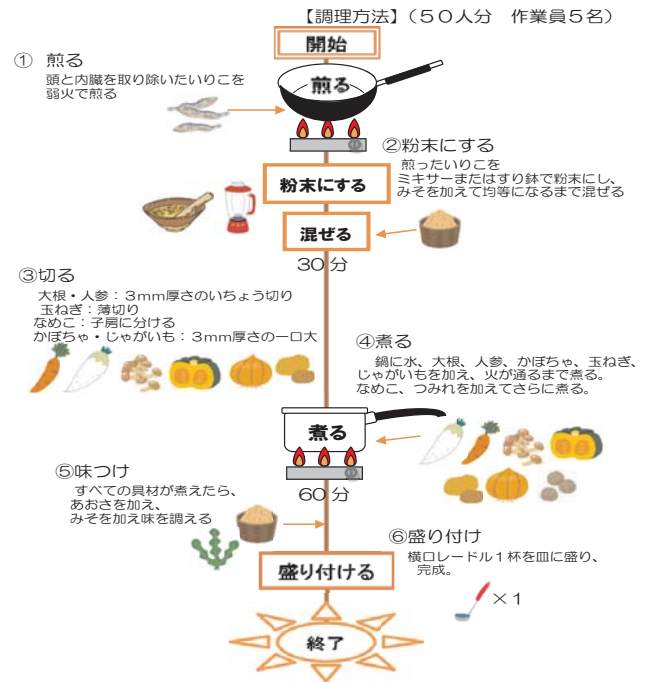 【調理方法】(５０人分　作業員５名)
開始
① 煎る
頭と内臓を取り除いたいりこを
弱火で煎る
煎る
②粉末にする
煎ったいりこを
ミキサーまたはすり鉢で粉末にし、
みそを加えて均等になるまで混ぜる
粉末にする
混ぜる
30分
③切る
大根・人参：３mm厚さのいちょう切り
玉ねぎ：薄切り
なめこ：子房に分ける
かぼちゃ・じゃがいも：３mm厚さの一口大
④煮る
鍋に水、大根、人参、かぼちゃ、玉ねぎ、
じゃがいもを加え、火が通るまで煮る。
なめこ、つみれを加えてさらに煮る。
煮る
60分
⑤味つけ
すべての具材が煮えたら、
あおさを加え、
みそを加え味を調える
⑥盛り付け
横口レードル１杯を皿に盛り、
完成。
盛り付ける
×１
終了